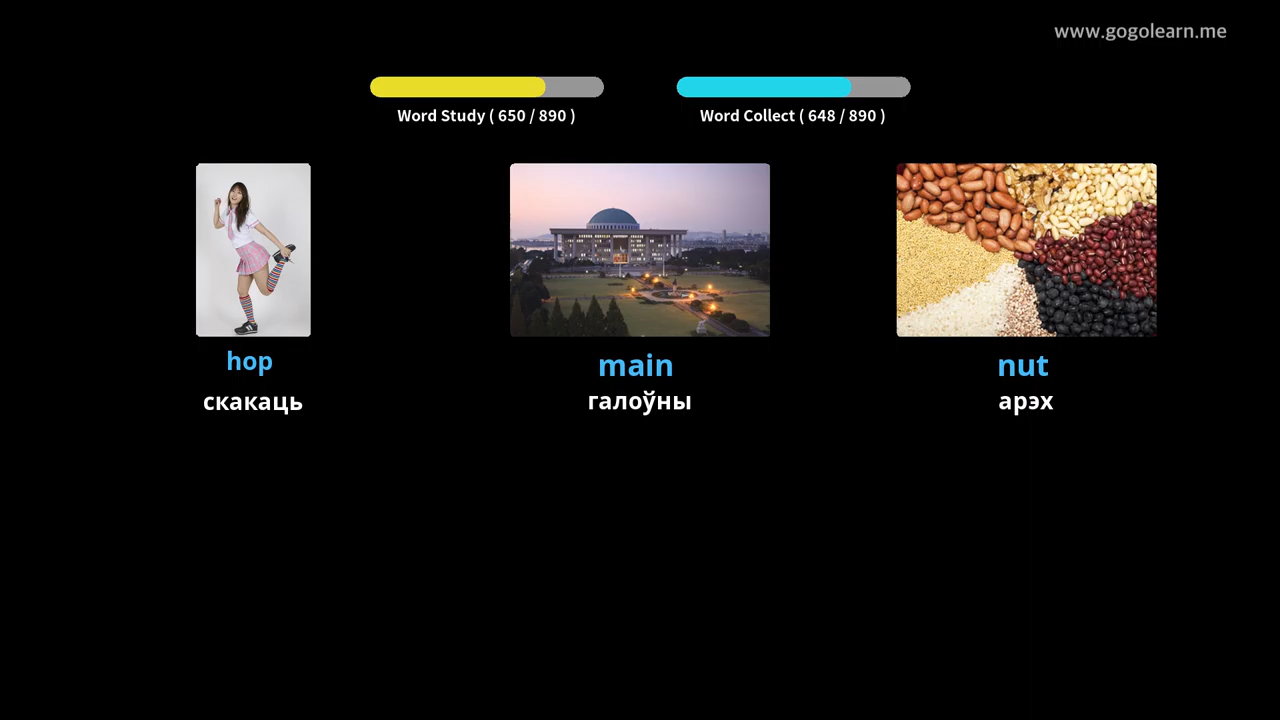 www.gogolearn.me
Word Study ( 650 / 890 )
Word Collect ( 648 / 890 )
hop
скакаць
main
галоўны
nut
арэх